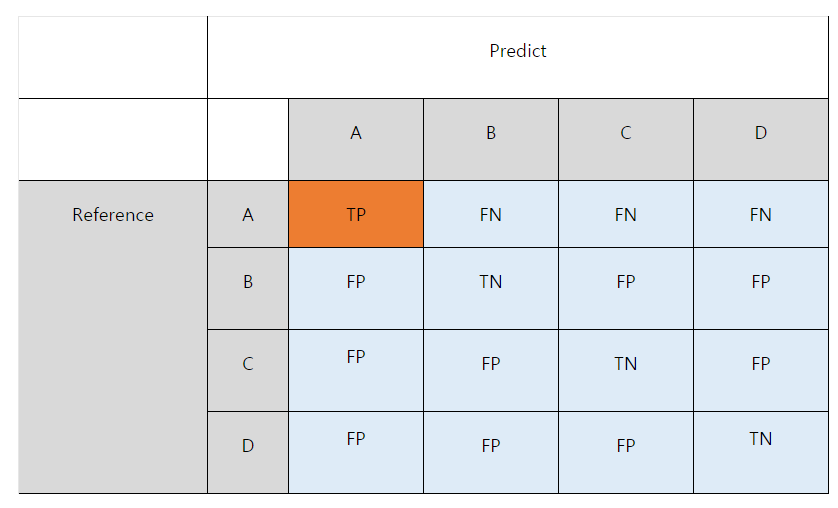 Predict
A B C D
Reference A TP FN FN FN
B FP TN FP FP
C FP FP TN FP
D FP FP FP TN